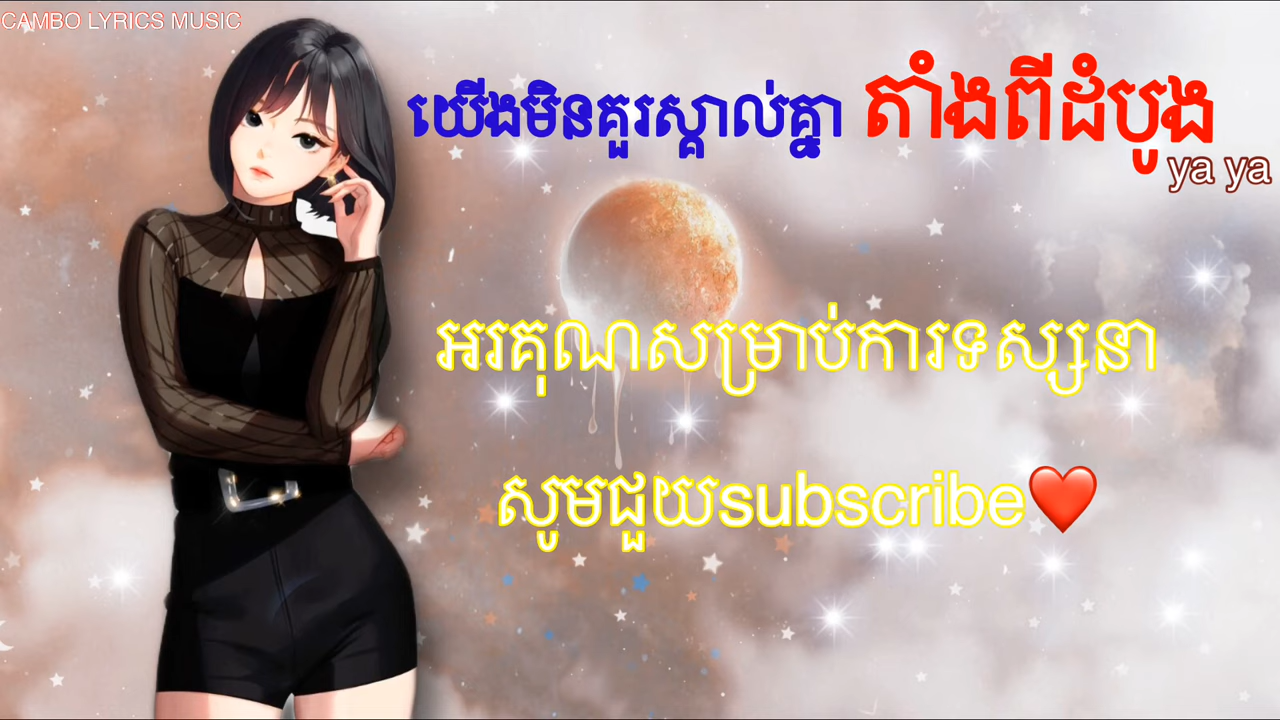 CAMBO LYRICS MUSIC
យើងមិនគួរស្គាល់គ្នា តាំងពីដំបូង
ya ya
អរគុណសម្រាប់ការទស្សនា
សូមជួយsubscribe❤️